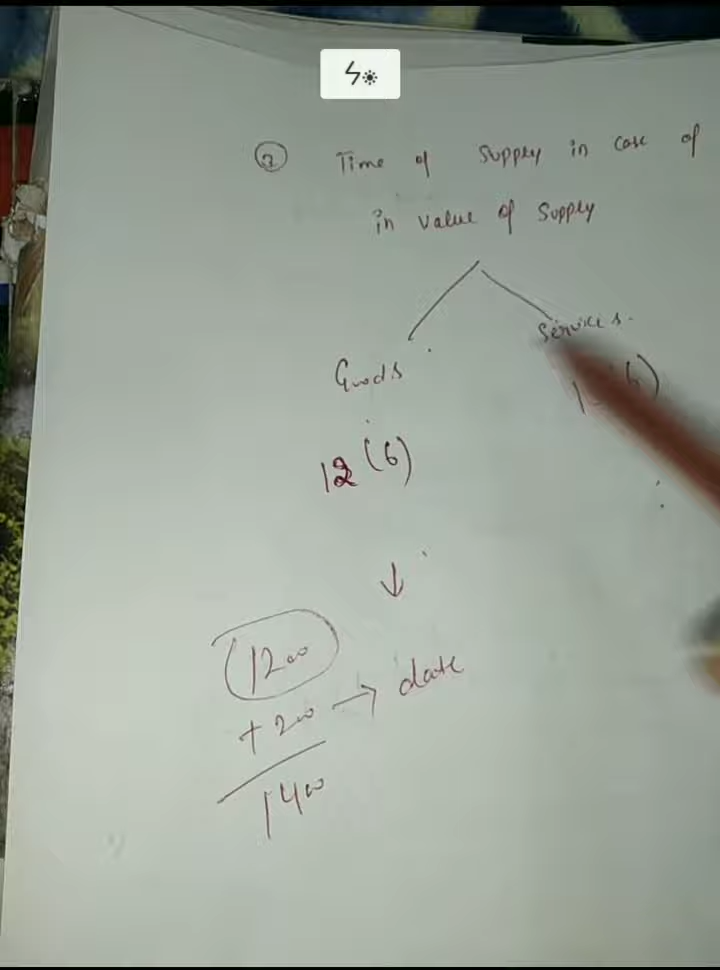 2 Time of supply in case of
in value of supply
Goods
Services.
12 (6)
1200
+ 200 → date
1400